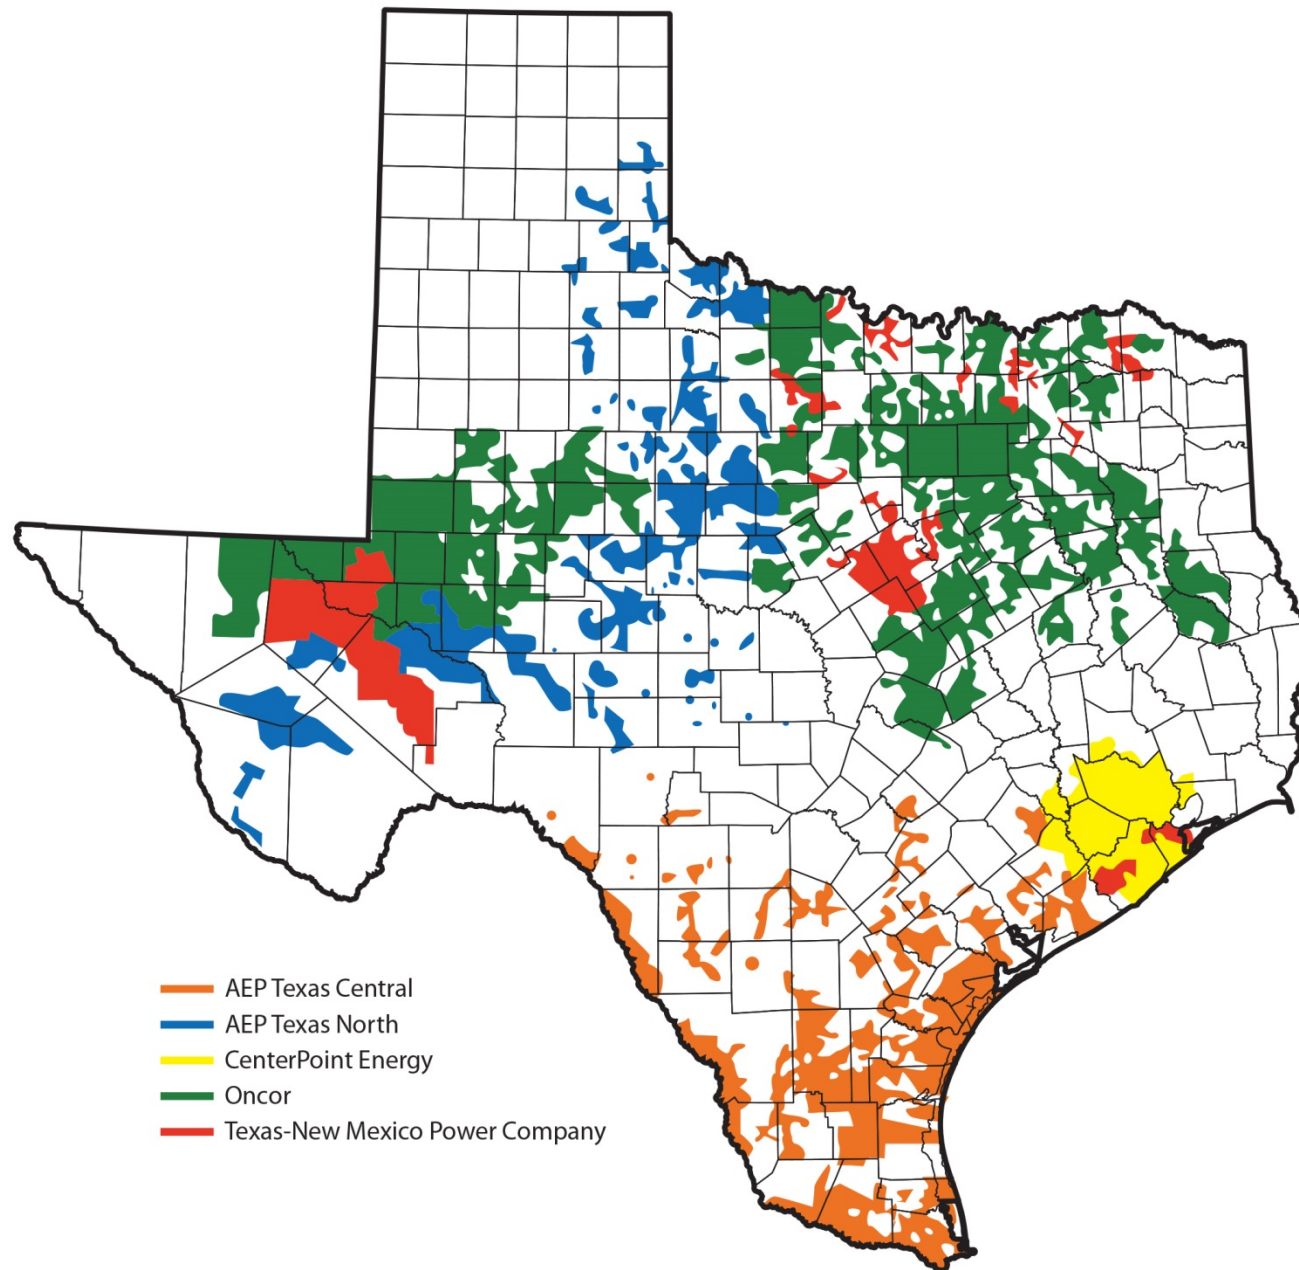 AEP Texas Central
AEP Texas North
CenterPoint Energy
Oncor
Texas-New Mexico Power Company